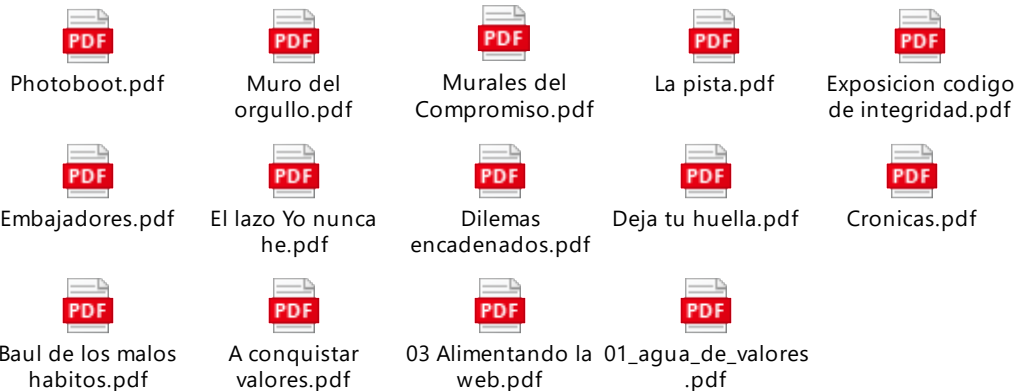 PDF PDF PDF PDF PDF
Photoboot.pdf
Muro del
orgullo.pdf
Murales del
Compromiso.pdf
La pista.pdf
Exposicion codigo
de integridad.pdf
PDF PDF PDF PDF PDF
Embajadores.pdf
El lazo Yo nunca
he.pdf
Dilemas
encadenados.pdf
Deja tu huella.pdf
Cronicas.pdf
PDF PDF PDF PDF
Baul de los malos
habitos.pdf
A conquistar
valores.pdf
03 Alimentando la
web.pdf
01_agua_de_valores
.pdf